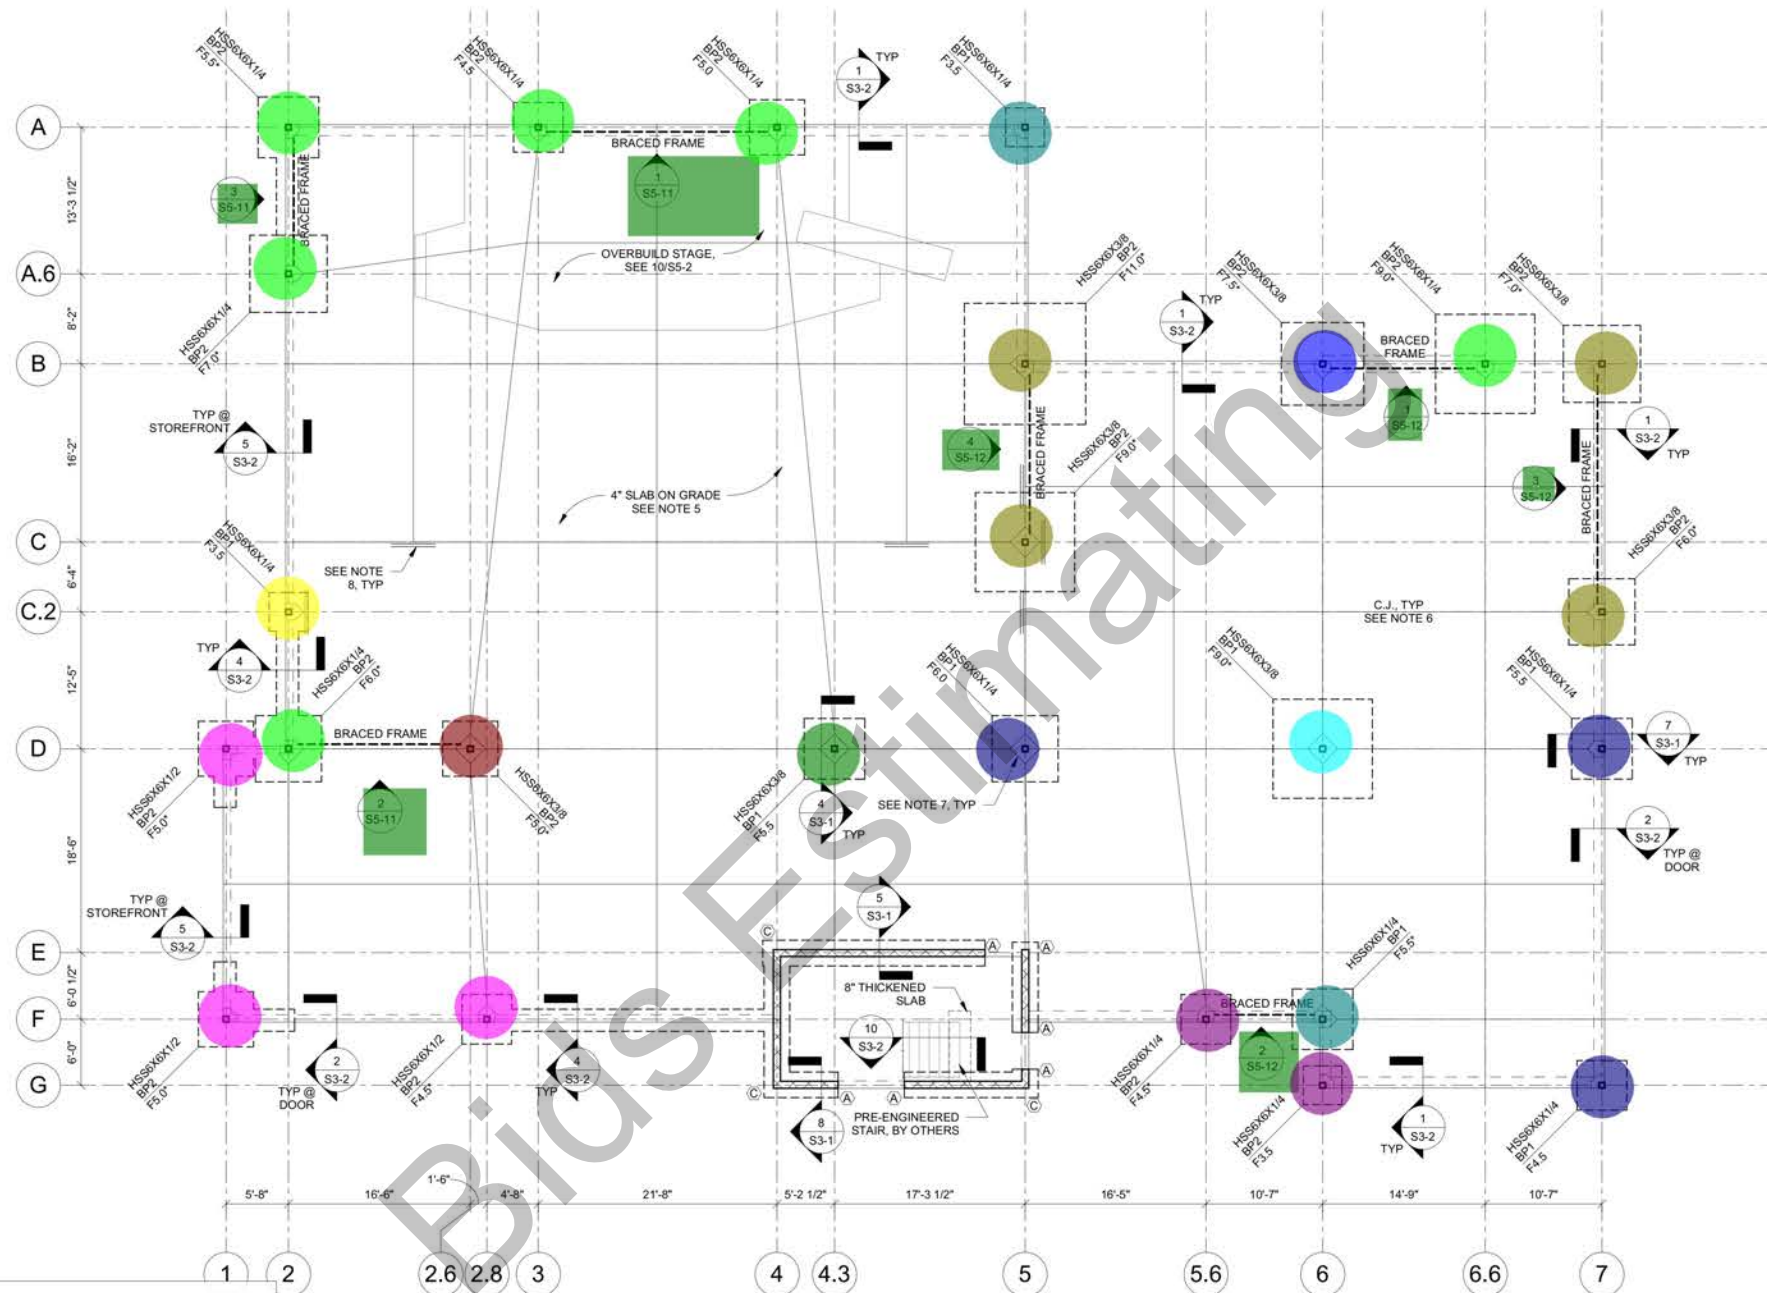 HSS6X6X1/4
BP2
F5.5"
HSS6X6X1/4
BP2
F4.5
HSS6X6X1/4
BP2
F5.0
1
S3-2
TYP
HSS6X6X1/4
BP1
F3.5
A
BRACED FRAME
BRACED FRAME
13'-3 1/2"
3
S5-11
1
S5-11
OVERBUILD STAGE,
SEE 10/S5-2
A.6
8'-2"
HSS6X6X1/4
BP2
F7.0"
HSS6X6X3/8
BP2
F11.0"
1
S3-2
TYP
HSS6X6X3/8
BP2
F7.5"
HSS6X6X1/4
BP2
F9.0"
HSS6X6X3/8
BP2
F7.0"
B
BRACED
FRAME
TYP @
STOREFRONT
5
S3-2
16'-2"
4
S5-12
BRACED FRAME
HSS6X6X3/8
BP2
F9.0"
1
S5-12
1
S3-2
TYP
3
S5-12
BRACED FRAME
4" SLAB ON GRADE
SEE NOTE 5
C
6'-4"
HSS6X6X1/4
BP1
F3.5
SEE NOTE
8, TYP
HSS6X6X3/8
BP2
F6.0"
C.2
C.J., TYP
SEE NOTE 6
TYP
4
S3-2
12'-5"
HSS6X6X1/4
BP2
F6.0"
HSS6X6X1/4
BP1
F6.0
HSS6X6X3/8
BP1
F9.0"
HSS6X6X1/4
BP1
F5.5
D
BRACED FRAME
7
S3-1
TYP
HSS6X6X1/2
BP2
F5.0"
2
S5-11
HSS6X6X3/8
BP2
F5.0"
HSS6X6X3/8
BP1
F5.5
4
S3-1
TYP
SEE NOTE 7, TYP
2
S3-2
TYP @
DOOR
18'-6"
TYP @
STOREFRONT
5
S3-2
5
S3-1
E
C
A
A
HSS6X6X1/4
BP1
F5.5"
6'-0 1/2"
8" THICKENED
SLAB
F
BRACED FRAME
10
S3-2
A
6'-0"
HSS6X6X1/2
BP2
F5.0"
2
S3-2
TYP @
DOOR
HSS6X6X1/2
BP2
F4.5"
4
S3-2
TYP
A
HSS6X6X1/4
BP2
F4.5"
2
S5-12
G
C
A
A
C
8
S3-1
PRE-ENGINEERED
STAIR, BY OTHERS
HSS6X6X1/4
BP2
F3.5
1
S3-2
TYP
HSS6X6X1/4
BP1
F4.5
5'-8"
16'-6"
1'-6"
4'-8"
21'-8"
5'-2 1/2"
17'-3 1/2"
16'-5"
10'-7"
14'-9"
10'-7"
1
2
2.6
2.8
3
4
4.3
5
5.6
6
6.6
7
Bids Estimating